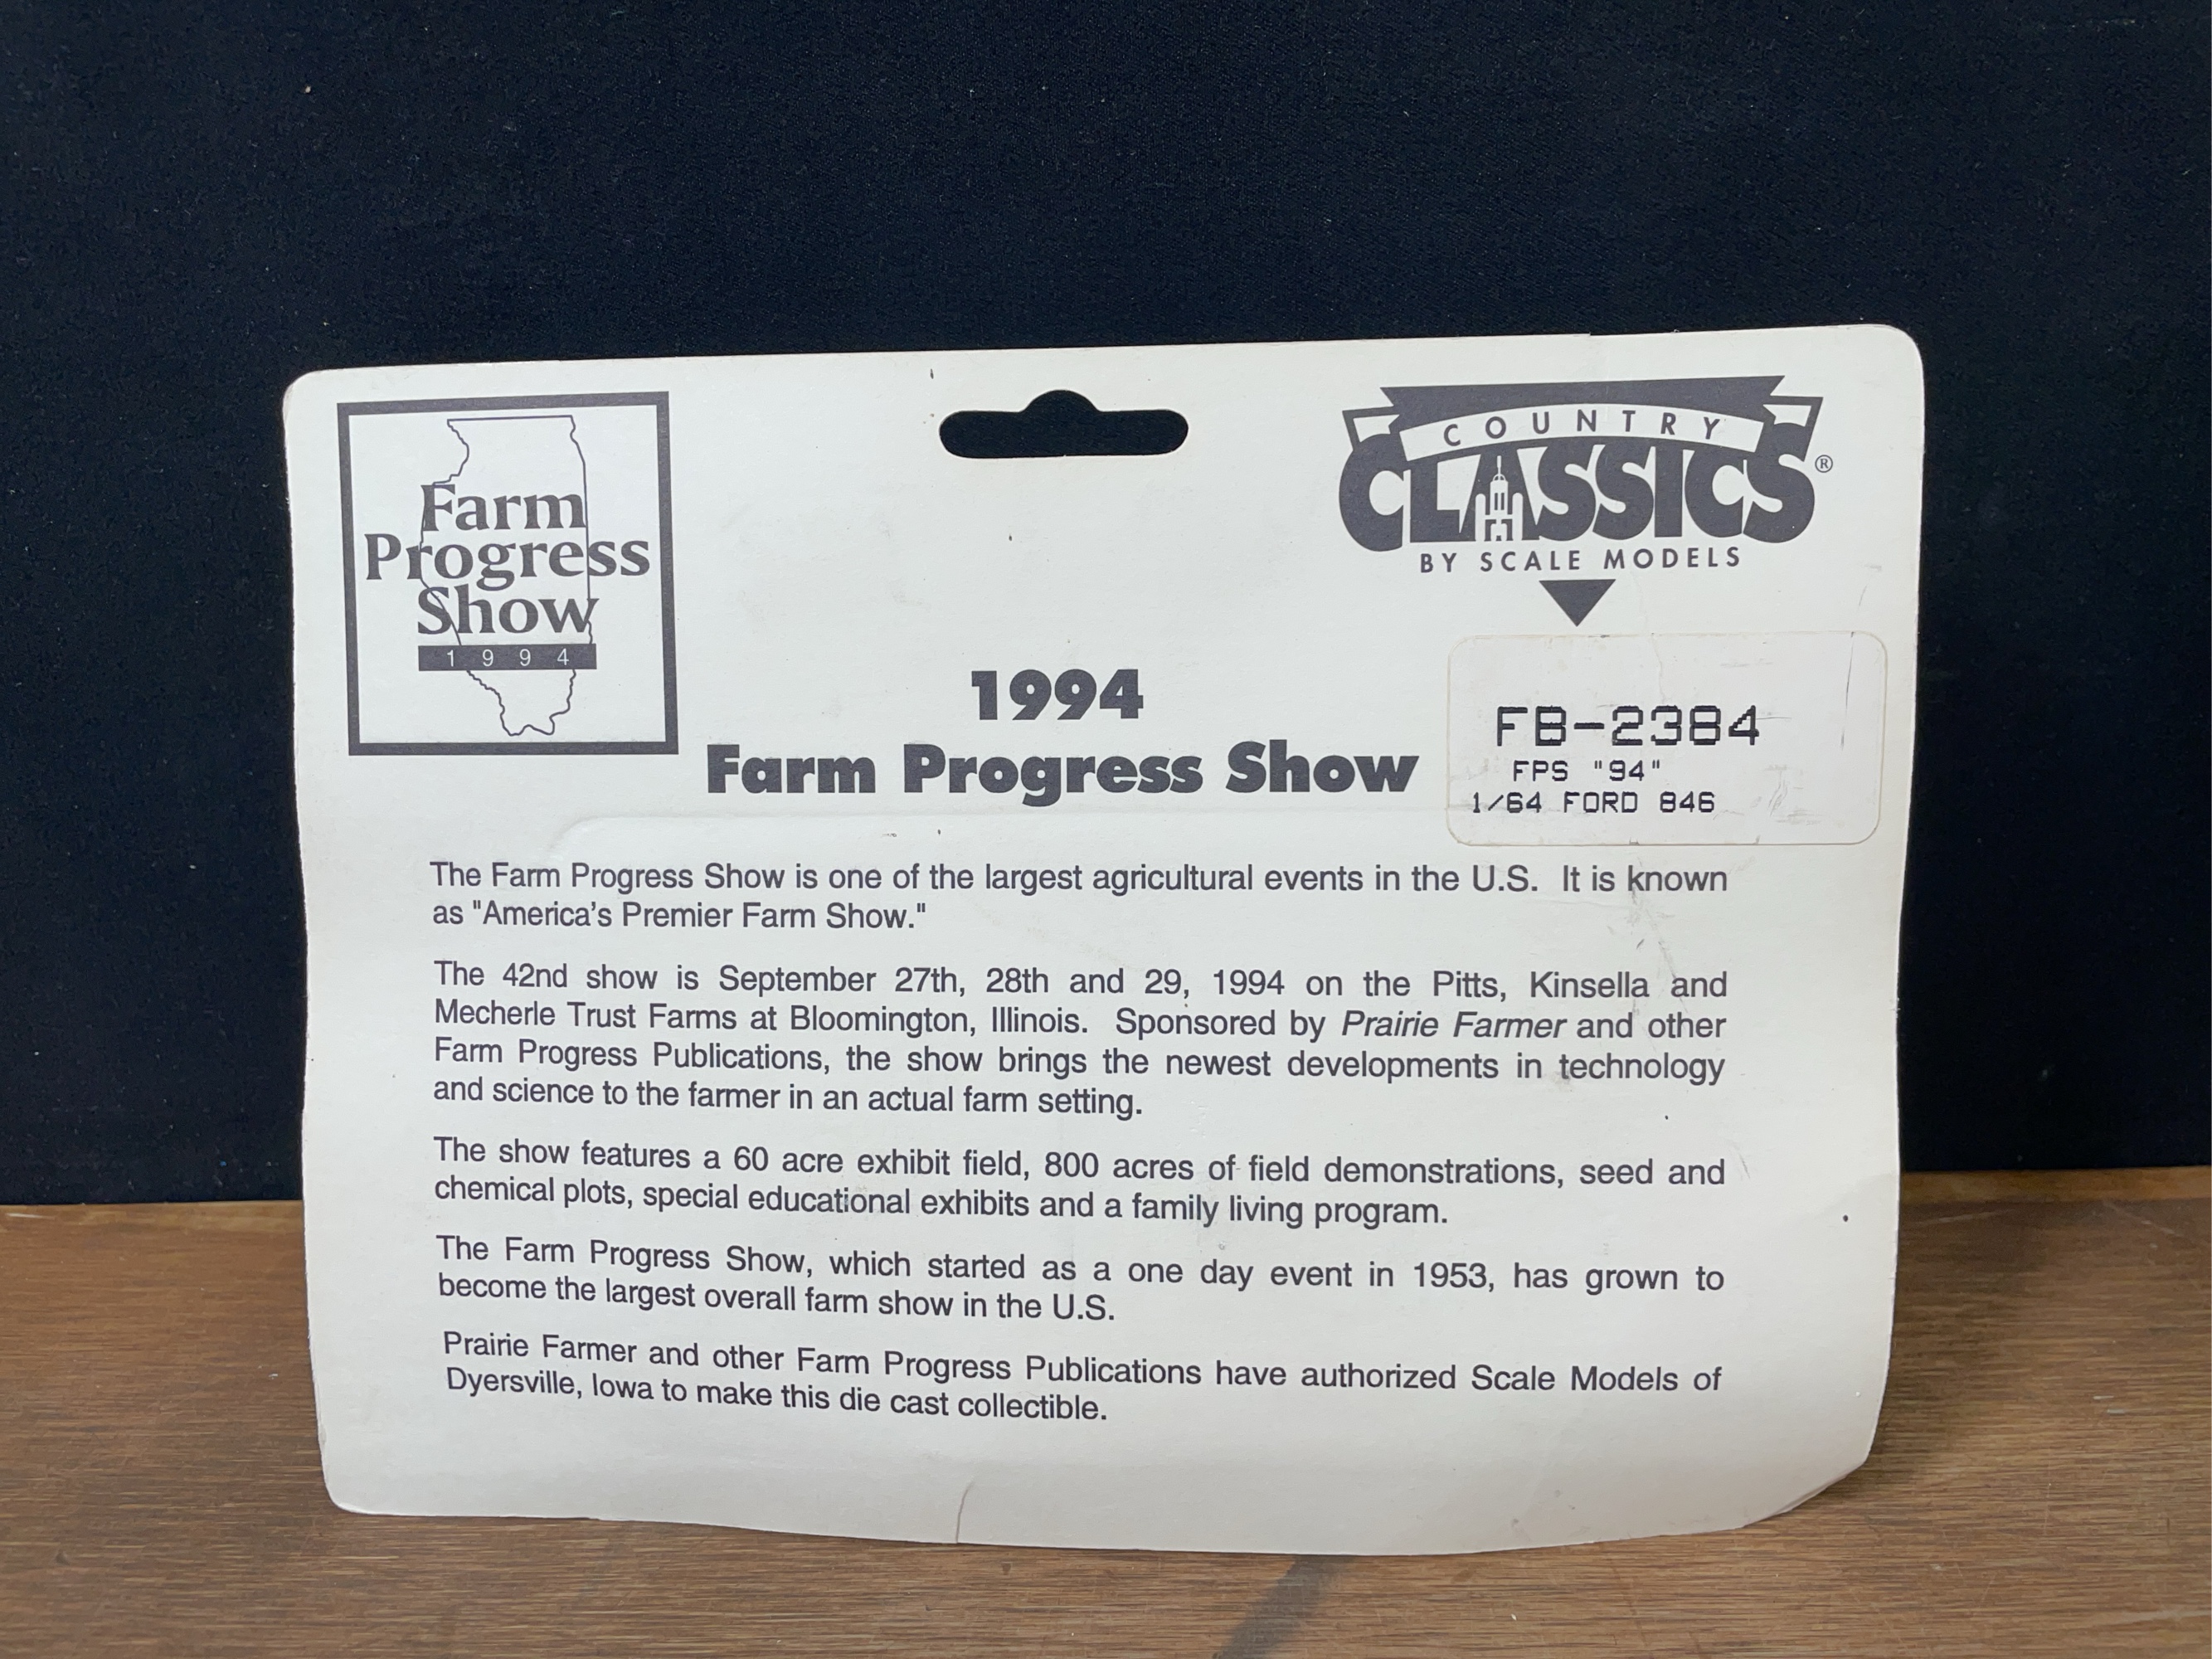 Farm
Progress
Show
1994
COUNTRY
CLASSICS®
BY SCALE MODELS
1994
Farm Progress Show
FB-2384
FPS "94"
1/64 FORD 846
The Farm Progress Show is one of the largest agricultural events in the U.S. It is known
as "America's Premier Farm Show."
The 42nd show is September 27th, 28th and 29, 1994 on the Pitts, Kinsella and
Mecherle Trust Farms at Bloomington, Illinois. Sponsored by Prairie Farmer and other
Farm Progress Publications, the show brings the newest developments in technology
and science to the farmer in an actual farm setting.
The show features a 60 acre exhibit field, 800 acres of field demonstrations, seed and
chemical plots, special educational exhibits and a family living program.
The Farm Progress Show, which started as a one day event in 1953, has grown to
become the largest overall farm show in the U.S.
Prairie Farmer and other Farm Progress Publications have authorized Scale Models of
Dyersville, Iowa to make this die cast collectible.